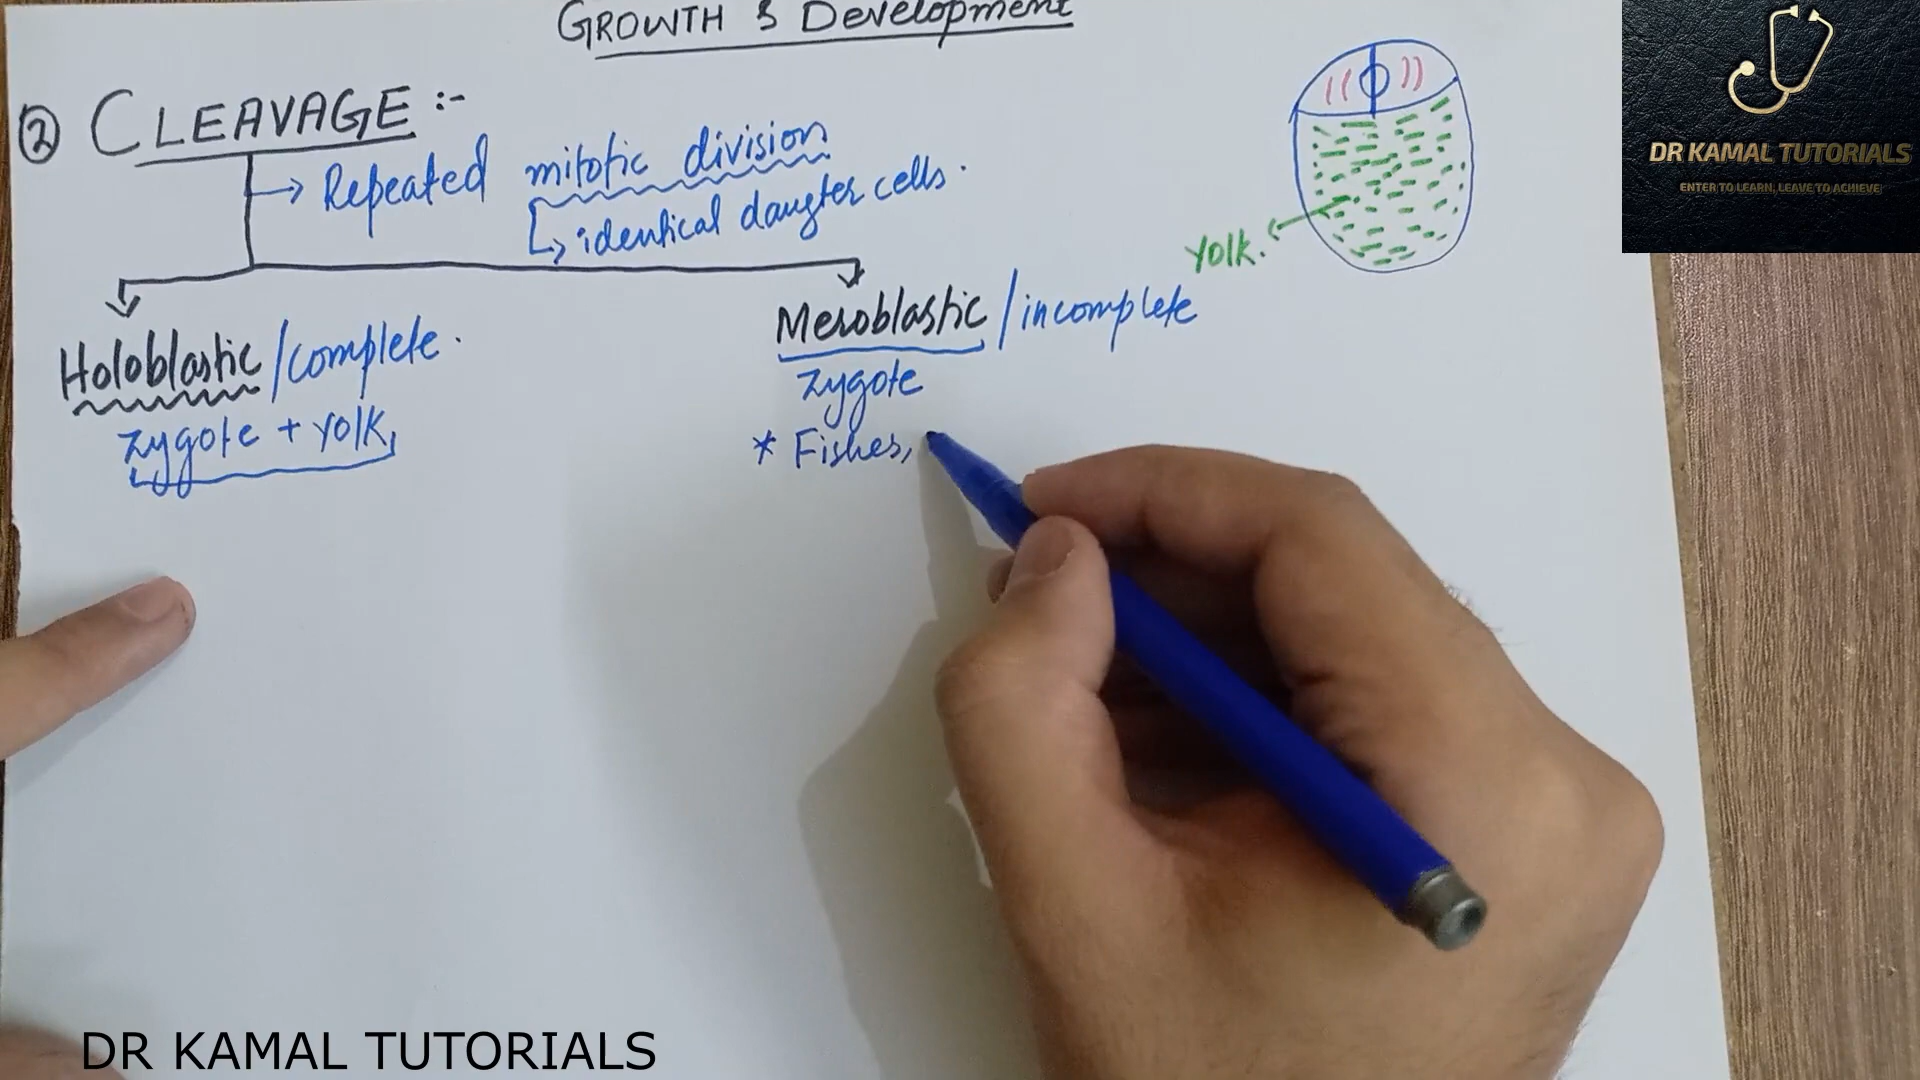 GROWTH & Development
② CLEAVAGE :-
→ Repeated mitotic division
↳ identical daugter cells.
Holoblastic / complete.
zygote + Yolk,
Meroblastic / incomplete
zygote
* Fishes,
Yolk.
DR KAMAL TUTORIALS
ENTER TO LEARN, LEAVE TO ACHIEVE
DR KAMAL TUTORIALS